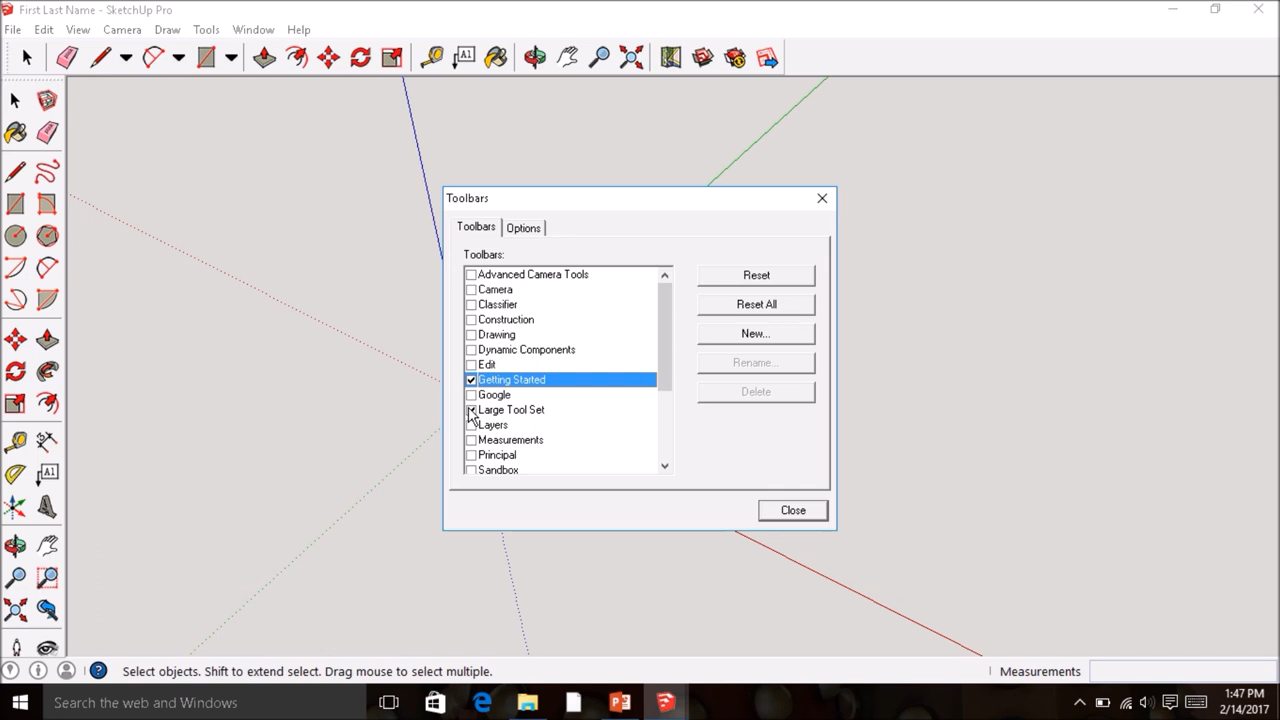 First Last Name - SketchUp Pro
File Edit View Camera Draw Tools Window Help
A1
Toolbars
Toolbars Options
Toolbars:
Advanced Camera Tools
Camera
Classifier
Construction
Drawing
Dynamic Components
Edit
Getting Started
Google
Large Tool Set
Layers
Measurements
Principal
Sandbox
Reset
Reset All
New...
Rename...
Delete
Close
A1
Select objects. Shift to extend select. Drag mouse to select multiple.
Measurements
Search the web and Windows
1:47 PM
2/14/2017